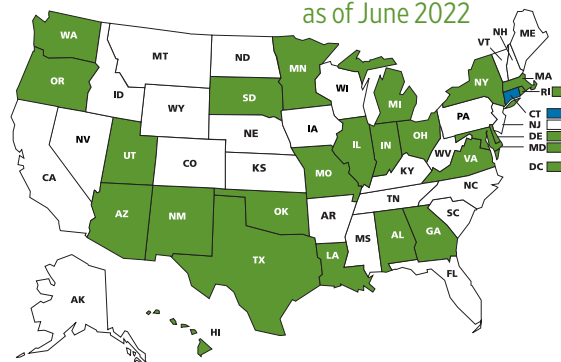 as of June 2022
WA
MT
ND
MN
VT
NH
ME
OR
ID
SD
WI
NY
MA
RI
WY
MI
CT
IA
PA
NJ
NE
OH
DE
NV
IL
IN
MD
UT
WV
VA
CO
KS
MO
KY
DC
CA
NC
TN
OK
AZ
NM
AR
SC
MS
AL
GA
LA
TX
FL
AK
HI